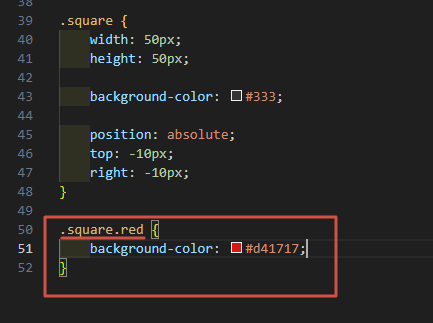 38
39 .square {
40 width: 50px;
41 height: 50px;
42
43 background-color: #333;
44
45 position: absolute;
46 top: -10px;
47 right: -10px;
48 }
49
50 .square.red {
51 background-color: #d41717;
52 }